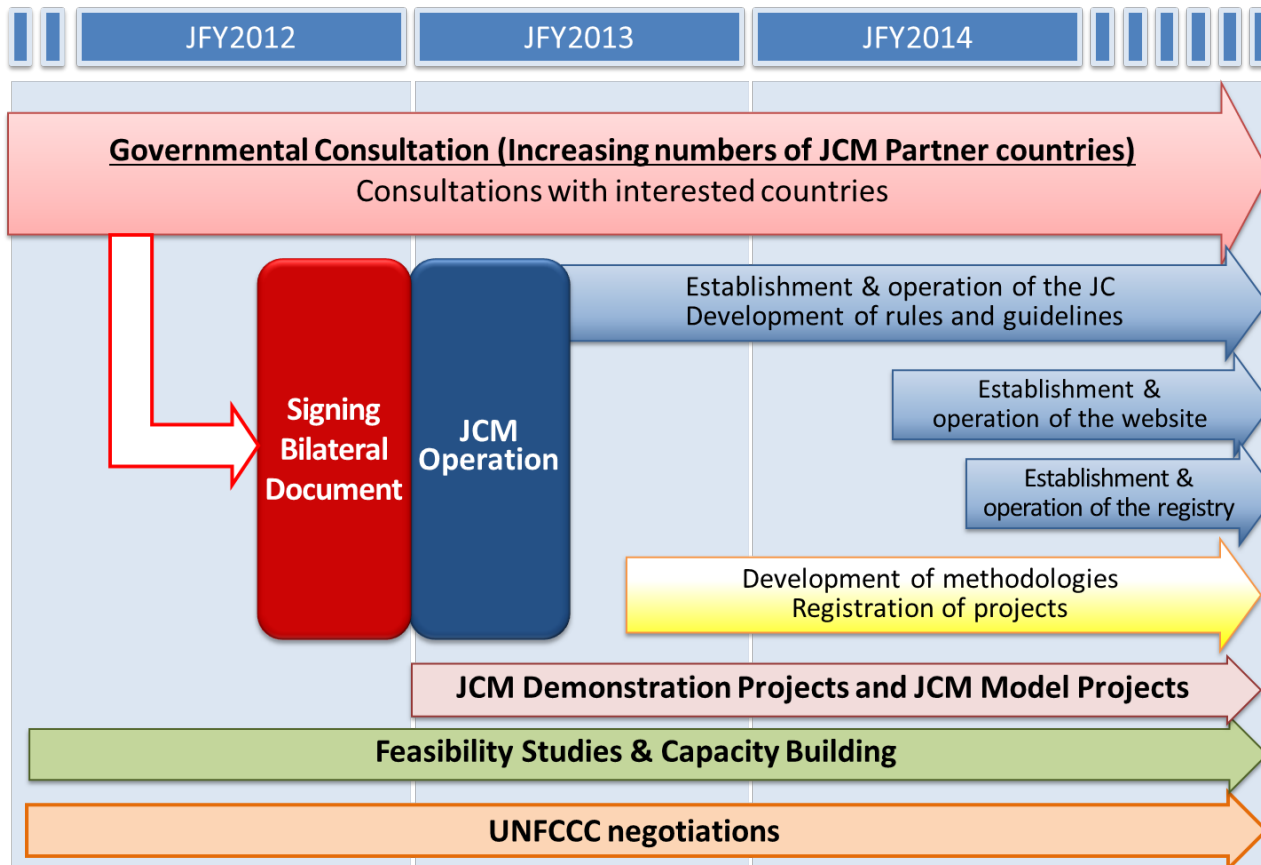 JFY2012
JFY2013
JFY2014
Governmental Consultation (Increasing numbers of JCM Partner countries)
Consultations with interested countries
Signing
Bilateral
Document
JCM
Operation
Establishment & operation of the JC
Development of rules and guidelines
Establishment &
operation of the website
Establishment &
operation of the registry
Development of methodologies
Registration of projects
JCM Demonstration Projects and JCM Model Projects
Feasibility Studies & Capacity Building
UNFCCC negotiations